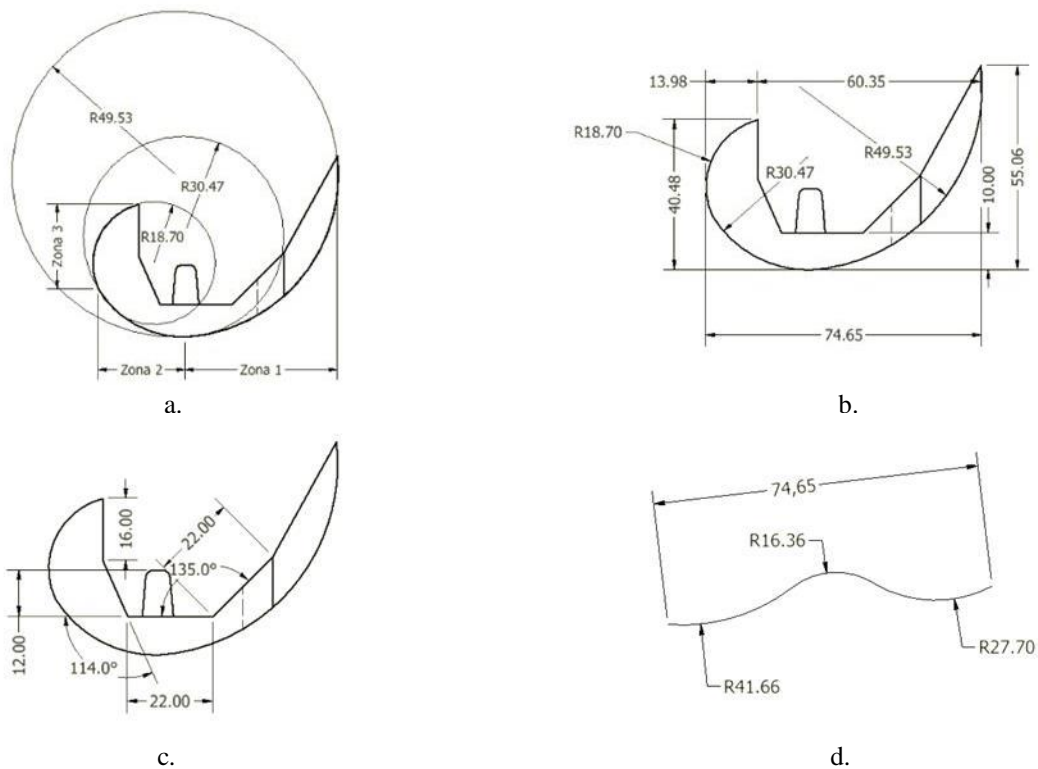 R49.53
R30.47
R18.70
Zona 3
Zona 2
Zona 1
a.
13.98
60.35
R18.70
R49.53
R30.47
40.48
10.00
55.06
74.65
b.
16.00
22.00
135.0°
12.00
114.0°
22.00
c.
74,65
R16.36
R27.70
R41.66
d.